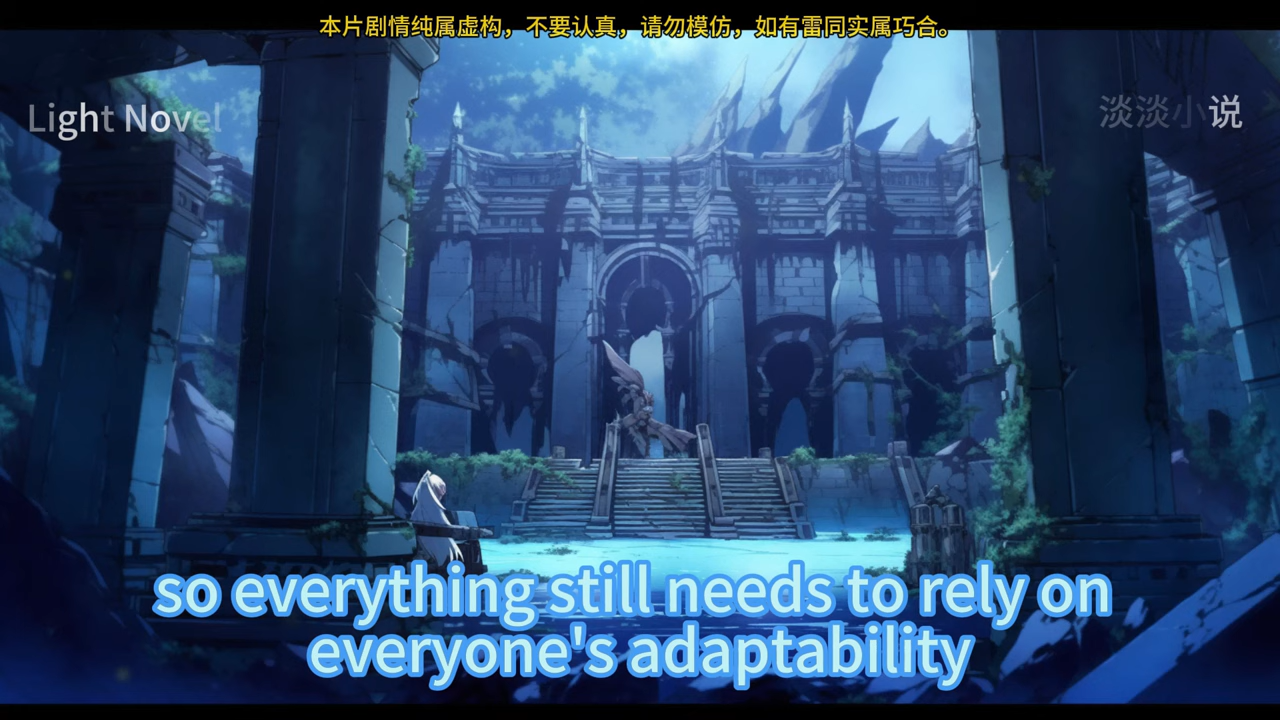 本片剧情纯属虚构，不要认真，请勿模仿，如有雷同实属巧合。
Light Novel
淡淡小说
so everything still needs to rely on
everyone's adaptability